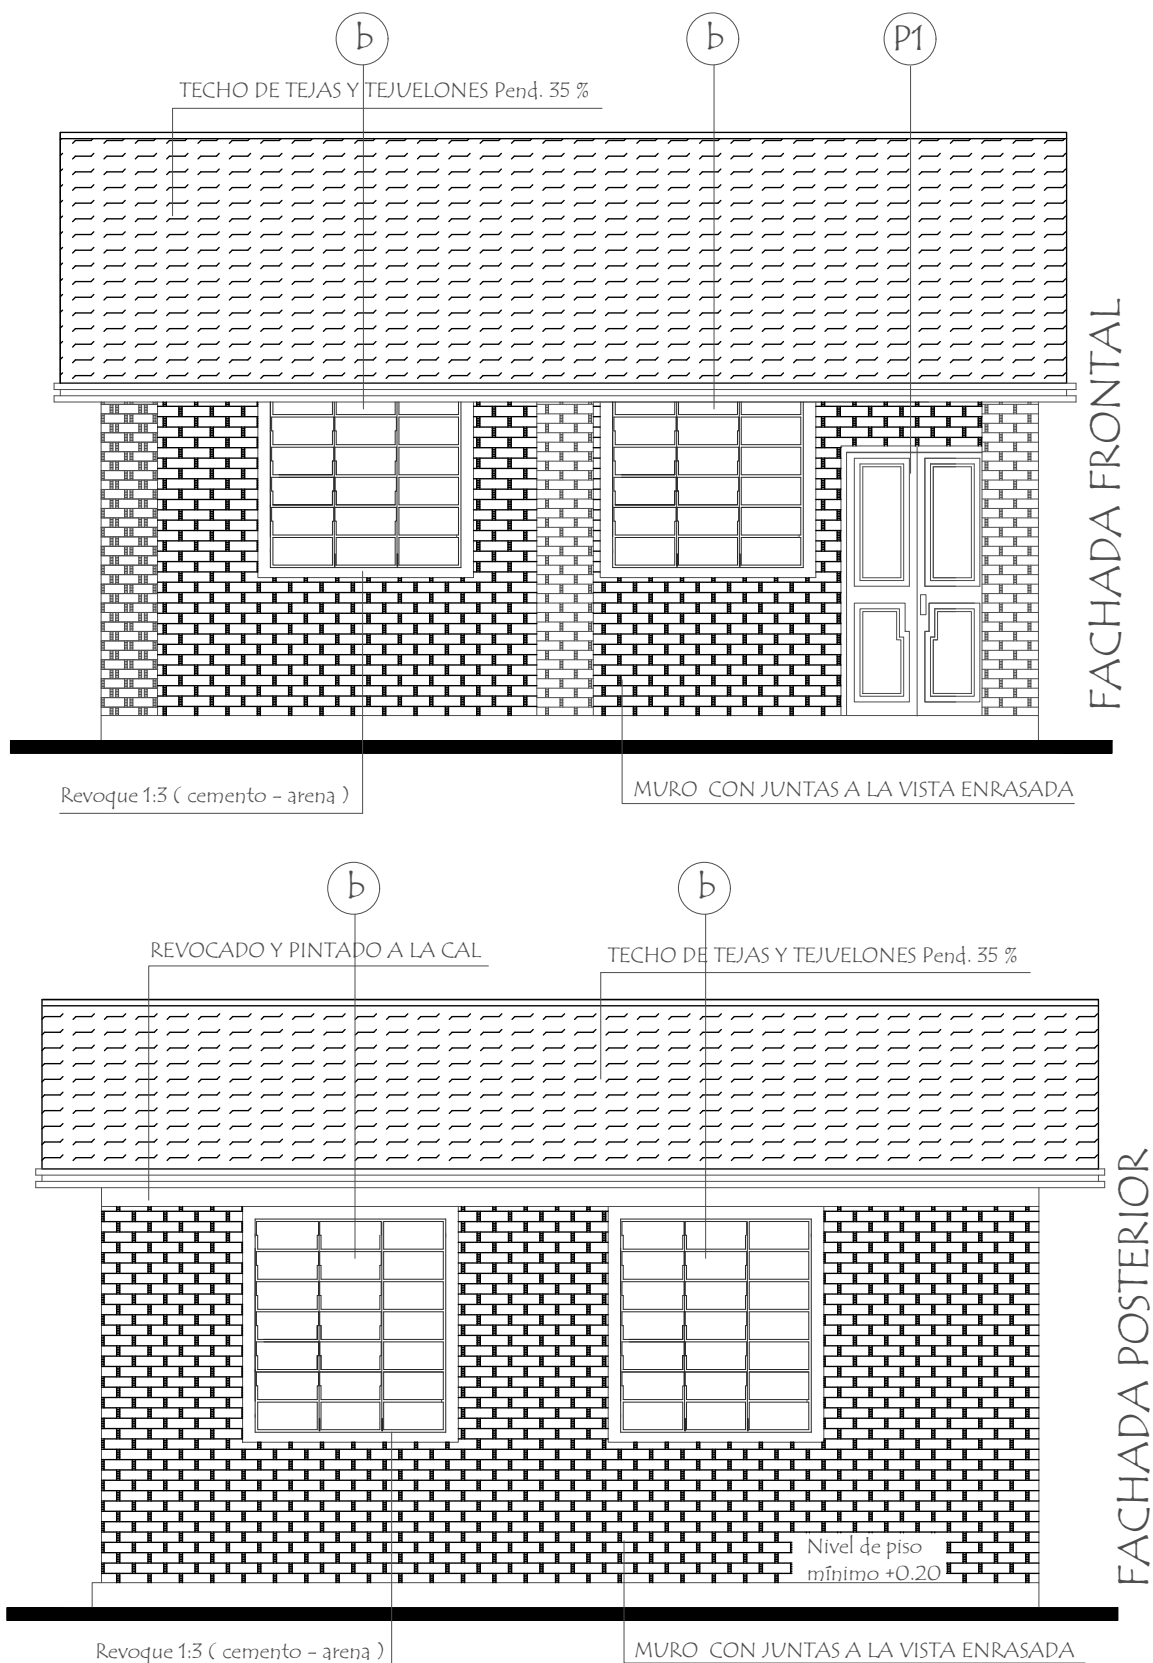 b
b
P1
TECHO DE TEJAS Y TEJUELONES Pend. 35 %
FACHADA FRONTAL
Revoque 1:3 ( cemento - arena )
MURO CON JUNTAS A LA VISTA ENRASADA
b
b
REVOCADO Y PINTADO A LA CAL
TECHO DE TEJAS Y TEJUELONES Pend. 35 %
FACHADA POSTERIOR
Nivel de piso
mínimo +0.20
Revoque 1:3 ( cemento - arena )
MURO CON JUNTAS A LA VISTA ENRASADA